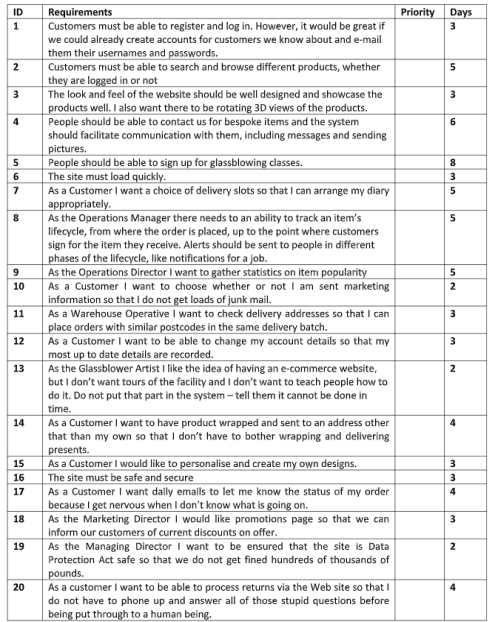 ID Requirements Priority Days
1 Customers must be able to register and log in. However, it would be great if 3
we could already create accounts for customers we know about and e-mail
them their usernames and passwords.
2 Customers must be able to search and browse different products, whether 5
they are logged in or not
3 The look and feel of the website should be well designed and showcase the 3
products well. I also want there to be rotating 3D views of the products.
4 People should be able to contact us for bespoke items and the system 6
should facilitate communication with them, including messages and sending
pictures.
5 People should be able to sign up for glassblowing classes. 8
6 The site must load quickly. 3
7 As a Customer I want a choice of delivery slots so that I can arrange my diary 5
appropriately.
8 As the Operations Manager there needs to an ability to track an item's 5
lifecycle, from where the order is placed, up to the point where customers
sign for the item they receive. Alerts should be sent to people in different
phases of the lifecycle, like notifications for a job.
9 As the Operations Director I want to gather statistics on item popularity 5
10 As a Customer I want to choose whether or not I am sent marketing 2
information so that I do not get loads of junk mail.
11 As a Warehouse Operative I want to check delivery addresses so that I can 3
place orders with similar postcodes in the same delivery batch.
12 As a Customer I want to be able to change my account details so that my 3
most up to date details are recorded.
13 As the Glassblower Artist I like the idea of having an e-commerce website, 2
but I don't want tours of the facility and I don't want to teach people how to
do it. Do not put that part in the system – tell them it cannot be done in
time.
14 As a Customer I want to have product wrapped and sent to an address other 4
that than my own so that I don't have to bother wrapping and delivering
presents.
15 As a Customer I would like to personalise and create my own designs. 3
16 The site must be safe and secure 3
17 As a Customer I want daily emails to let me know the status of my order 4
because I get nervous when I don't know what is going on.
18 As the Marketing Director I would like promotions page so that we can 3
inform our customers of current discounts on offer.
19 As the Managing Director I want to be ensured that the site is Data 2
Protection Act safe so that we do not get fined hundreds of thousands of
pounds.
20 As a customer I want to be able to process returns via the Web site so that I 4
do not have to phone up and answer all of those stupid questions before
being put through to a human being.